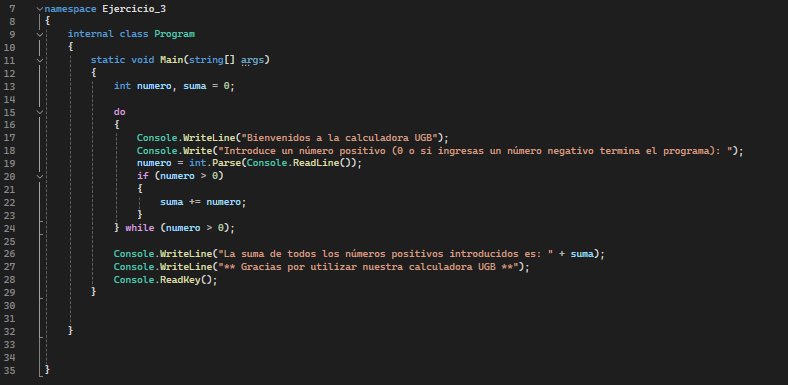 7 namespace Ejercicio_3
8 {
9 internal class Program
10 {
11 static void Main(string[] args)
12 {
13 int numero, suma = 0;
14
15 do
16 {
17 Console.WriteLine("Bienvenidos a la calculadora UGB");
18 Console.Write("Introduce un número positivo (0 o si ingresas un número negativo termina el programa): ");
19 numero = int.Parse(Console.ReadLine());
20 if (numero > 0)
21 {
22 suma += numero;
23 }
24 } while (numero > 0);
25
26 Console.WriteLine("La suma de todos los números positivos introducidos es: " + suma);
27 Console.WriteLine("** Gracias por utilizar nuestra calculadora UGB **");
28 Console.ReadKey();
29 }
30
31
32 }
33
34
35 }